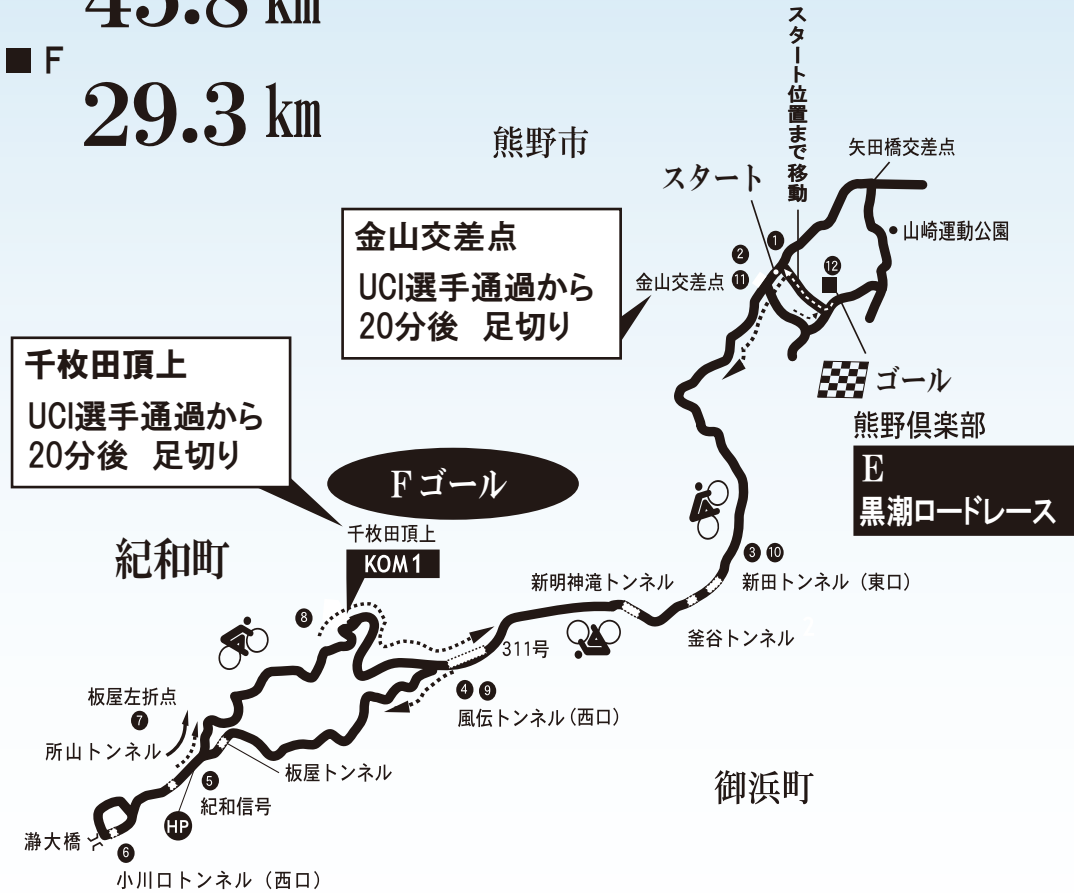 45.8 km
■ F
29.3 km
スタート位置まで移動
熊野市
矢田橋交差点
スタート
山崎運動公園
金山交差点
UCI選手通過から
20分後 足切り
1
2
11
金山交差点
12
千枚田頂上
UCI選手通過から
20分後 足切り
ゴール
熊野倶楽部
E
黒潮ロードレース
Fゴール
千枚田頂上
KOM1
紀和町
3 10
新明神滝トンネル
新田トンネル（東口）
8
311号
釜谷トンネル
4 9
風伝トンネル（西口）
板屋左折点
7
所山トンネル
板屋トンネル
5
紀和信号
御浜町
HP
瀞大橋
6
小川口トンネル（西口）